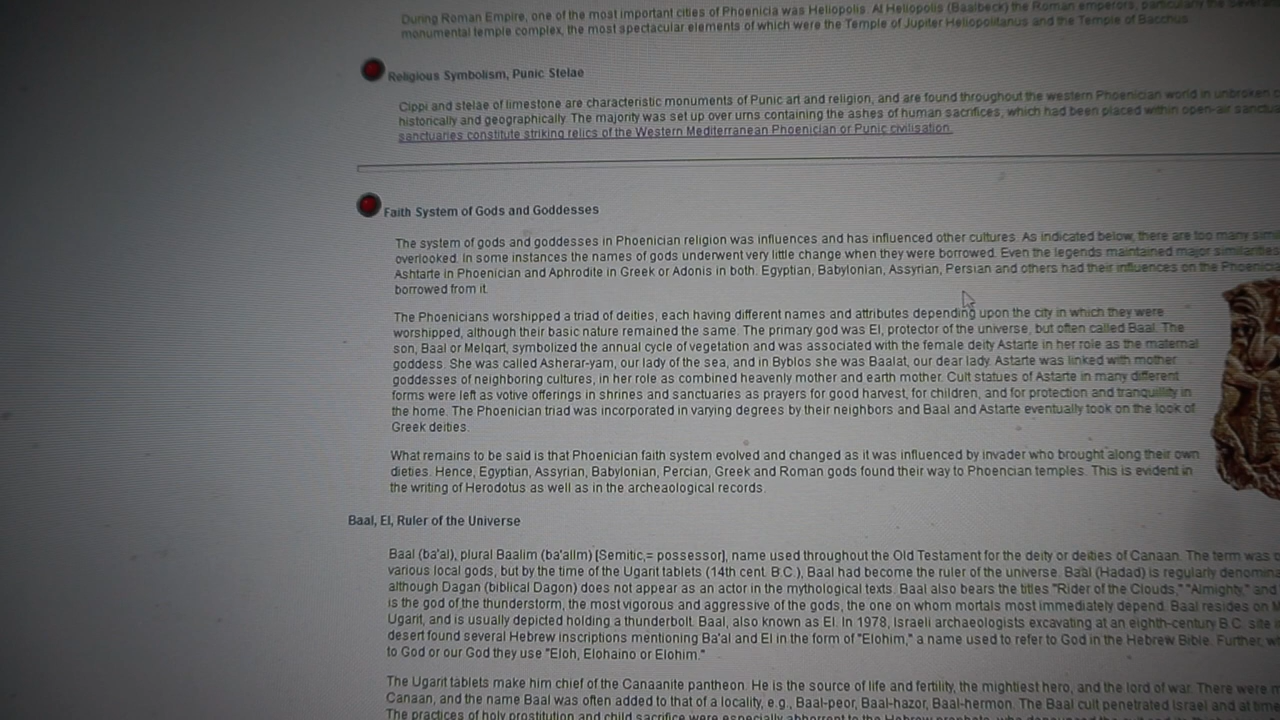 During Roman Empire, one of the most important cities of Phoenicia was Heliopolis. At Heliopolis (Baalbeck) the Roman emperors, particularly the
monumental temple complex, the most spectacular elements of which were the Temple of Jupiter Heliopolitanus and the Temple of Bacchus.
Religious Symbolism, Punic Stelae
Cippi and stelae of limestone are characteristic monuments of Punic art and religion, and are found throughout the western Phoenician world in unbroken
historically and geographically. The majority was set up over urns containing the ashes of human sacrifices, which had been placed within open-air
sanctuaries constitute striking relics of the Western Mediterranean Phoenician or Punic civilisation.
Faith System of Gods and Goddesses
The system of gods and goddesses in Phoenician religion was influences and has influenced other cultures. As indicated below, there are too many
overlooked. In some instances the names of gods underwent very little change when they were borrowed. Even the legends maintained major similarities
Ashtarte in Phoenician and Aphrodite in Greek or Adonis in both. Egyptian, Babylonian, Assyrian, Persian and others had their influences on the
borrowed from it.
The Phoenicians worshipped a triad of deities, each having different names and attributes depending upon the city in which they were
worshipped, although their basic nature remained the same. The primary god was El, protector of the universe, but often called Baal. The
son, Baal or Melqart, symbolized the annual cycle of vegetation and was associated with the female deity Astarte in her role as the maternal
goddess. She was called Asherar-yam, our lady of the sea, and in Byblos she was Baalat, our dear lady. Astarte was linked with mother
goddesses of neighboring cultures, in her role as combined heavenly mother and earth mother. Cult statues of Astarte in many different
forms were left as votive offerings in shrines and sanctuaries as prayers for good harvest, for children, and for protection and tranquillity in
the home. The Phoenician triad was incorporated in varying degrees by their neighbors and Baal and Astarte eventually took on the look of
Greek deities.
What remains to be said is that Phoenician faith system evolved and changed as it was influenced by invader who brought along their own
dieties. Hence, Egyptian, Assyrian, Babylonian, Percian, Greek and Roman gods found their way to Phoencian temples. This is evident in
the writing of Herodotus as well as in the archeaological records.
Baal, El, Ruler of the Universe
Baal (ba'al), plural Baalim (ba'allm) [Semitic,= possessor], name used throughout the Old Testament for the deity or deities of Canaan. The term was
various local gods, but by the time of the Ugarit tablets (14th cent. B.C.), Baal had become the ruler of the universe. Baal (Hadad) is regularly
although Dagan (biblical Dagon) does not appear as an actor in the mythological texts. Baal also bears the titles "Rider of the Clouds," "Almighty," and
is the god of the thunderstorm, the most vigorous and aggressive of the gods, the one on whom mortals most immediately depend. Baal resides on
Ugarit, and is usually depicted holding a thunderbolt. Baal, also known as El. In 1978, Israeli archaeologists excavating at an eighth-century B.C. site
desert found several Hebrew inscriptions mentioning Ba'al and El in the form of "Elohim," a name used to refer to God in the Hebrew Bible. Further,
to God or our God they use "Eloh, Elohaino or Elohim."
The Ugarit tablets make him chief of the Canaanite pantheon. He is the source of life and fertility, the mightiest hero, and the lord of war. There were
Canaan, and the name Baal was often added to that of a locality, e.g., Baal-peor, Baal-hazor, Baal-hermon. The Baal cult penetrated Israel and at
The practices of holy prostitution and child sacrifice were especially abhorrent to the Hebrew prophets, who